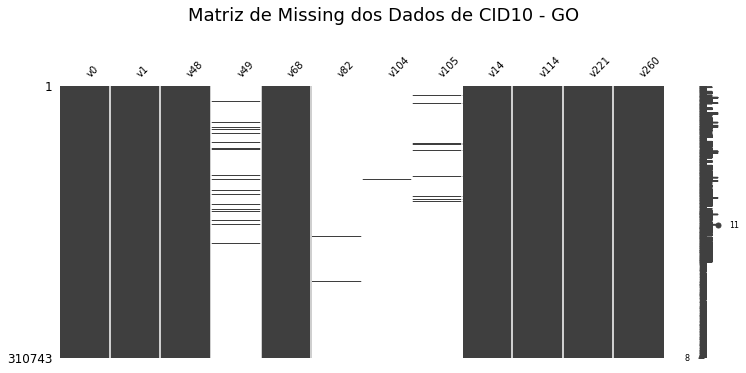 Matriz de Missing dos Dados de CID10 - GO
v0 v1 v48 v49 v68 v82 v104 v105 v14 v114 v221 v260
1
11
310743 8